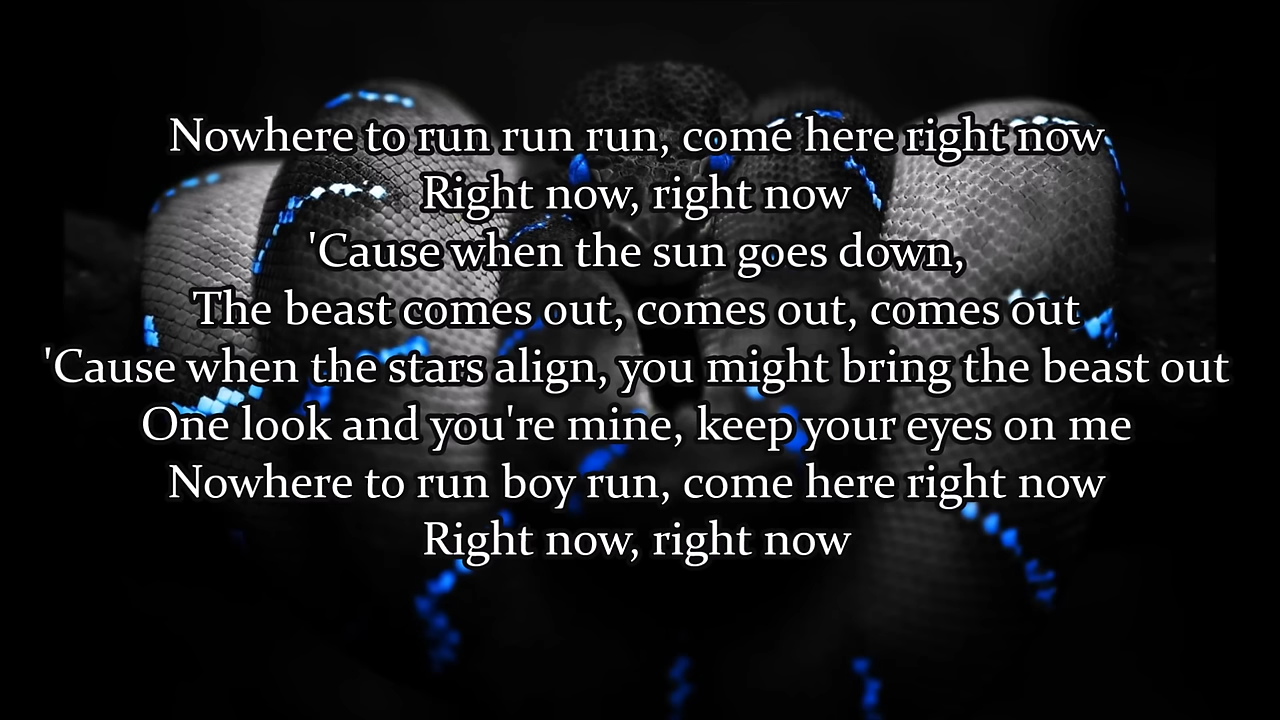 Nowhere to run run run, come here right now
Right now, right now
'Cause when the sun goes down,
The beast comes out, comes out, comes out
'Cause when the stars align, you might bring the beast out
One look and you're mine, keep your eyes on me
Nowhere to run boy run, come here right now
Right now, right now